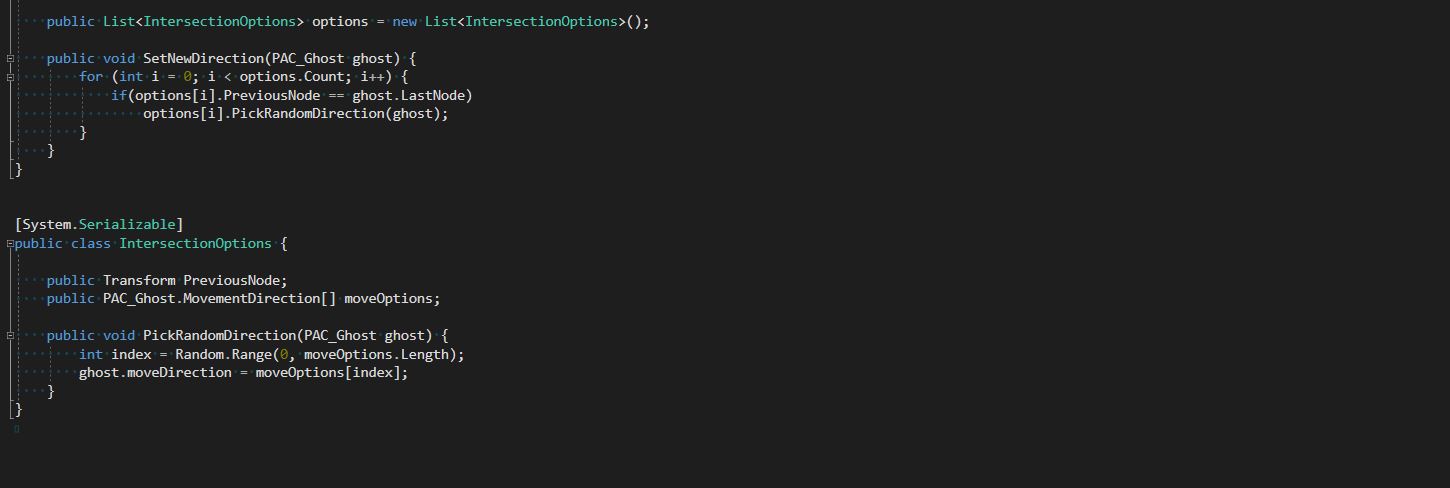 public List<IntersectionOptions> options = new List<IntersectionOptions>();
public void SetNewDirection(PAC_Ghost ghost) {
for (int i = 0; i < options.Count; i++) {
if(options[i].PreviousNode == ghost.LastNode)
options[i].PickRandomDirection(ghost);
}
}
}
[System.Serializable]
public class IntersectionOptions {
public Transform PreviousNode;
public PAC_Ghost.MovementDirection[] moveOptions;
public void PickRandomDirection(PAC_Ghost ghost) {
int index = Random.Range(0, moveOptions.Length);
ghost.moveDirection = moveOptions[index];
}
}